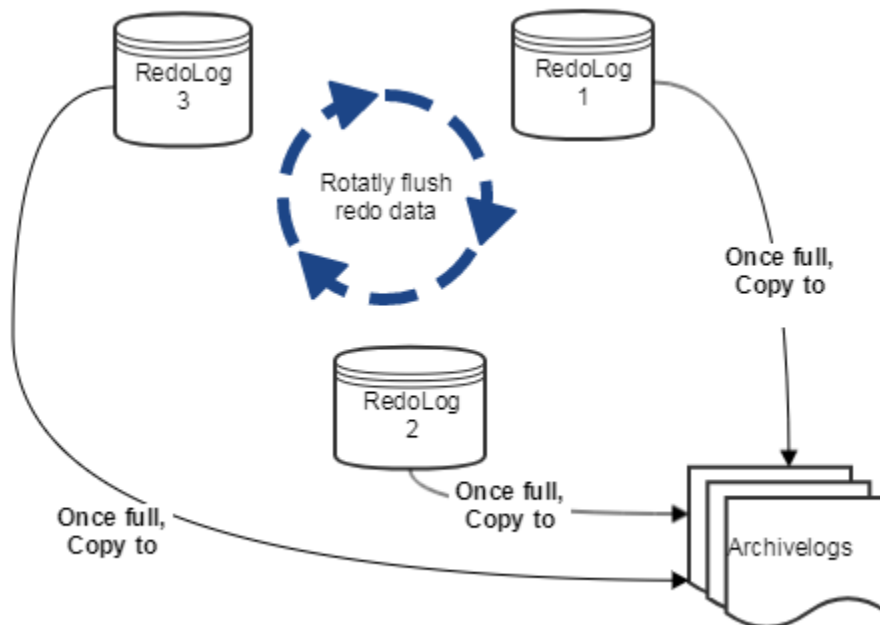 RedoLog
3
RedoLog
1
Rotatly flush
redo data
Once full,
Copy to
RedoLog
2
Once full,
Copy to
Once full,
Copy to
Archivelogs